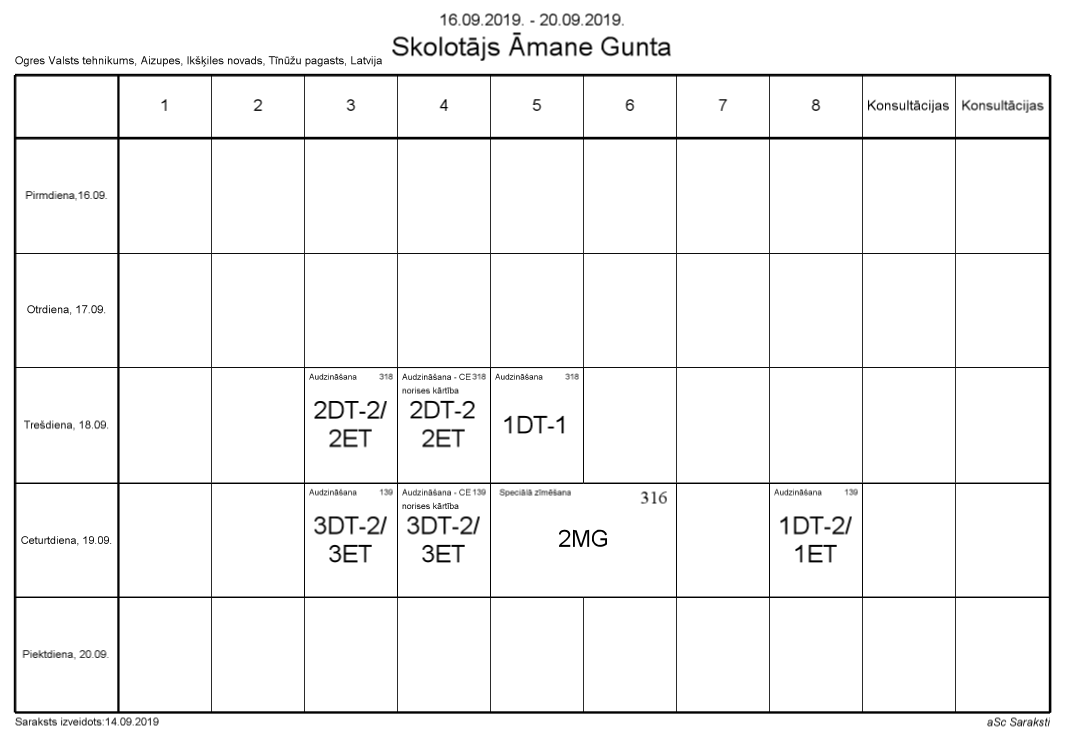 16.09.2019. - 20.09.2019.
Skolotājs Āmane Gunta
Ogres Valsts tehnikums, Aizupes, Ikšķiles novads, Tīnūžu pagasts, Latvija
1 2 3 4 5 6 7 8 Konsultācijas Konsultācijas
Pirmdiena,16.09.
Otrdiena, 17.09.
Trešdiena, 18.09.
Audzināšana 318
2DT-2/
2ET
Audzināšana - CE 318
norises kārtība
2DT-2
2ET
Audzināšana 318
1DT-1
Ceturtdiena, 19.09.
Audzināšana 139
3DT-2/
3ET
Audzināšana - CE 139
norises kārtība
3DT-2/
3ET
Speciālā zīmēšana 316
2MG
Audzināšana 139
1DT-2/
1ET
Piektdiena, 20.09.
Saraksts izveidots:14.09.2019
aSc Saraksti